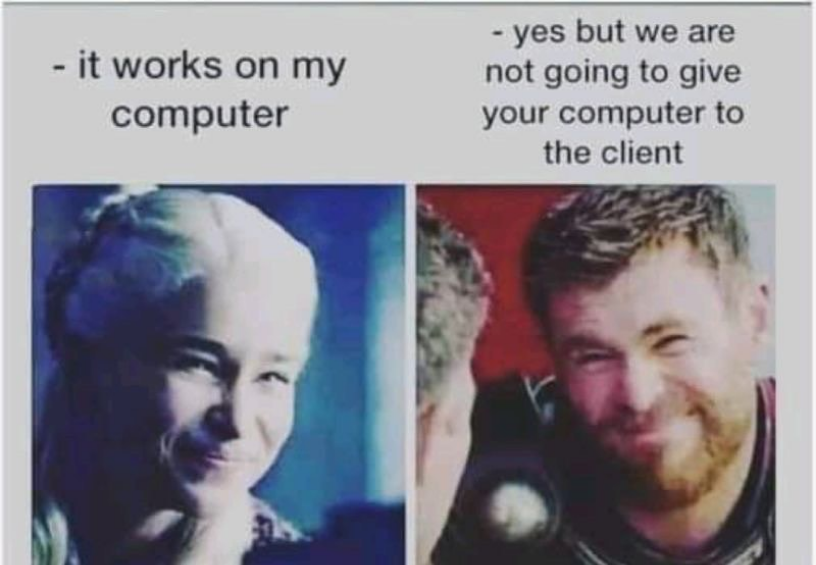 - it works on my
computer
- yes but we are
not going to give
your computer to
the client